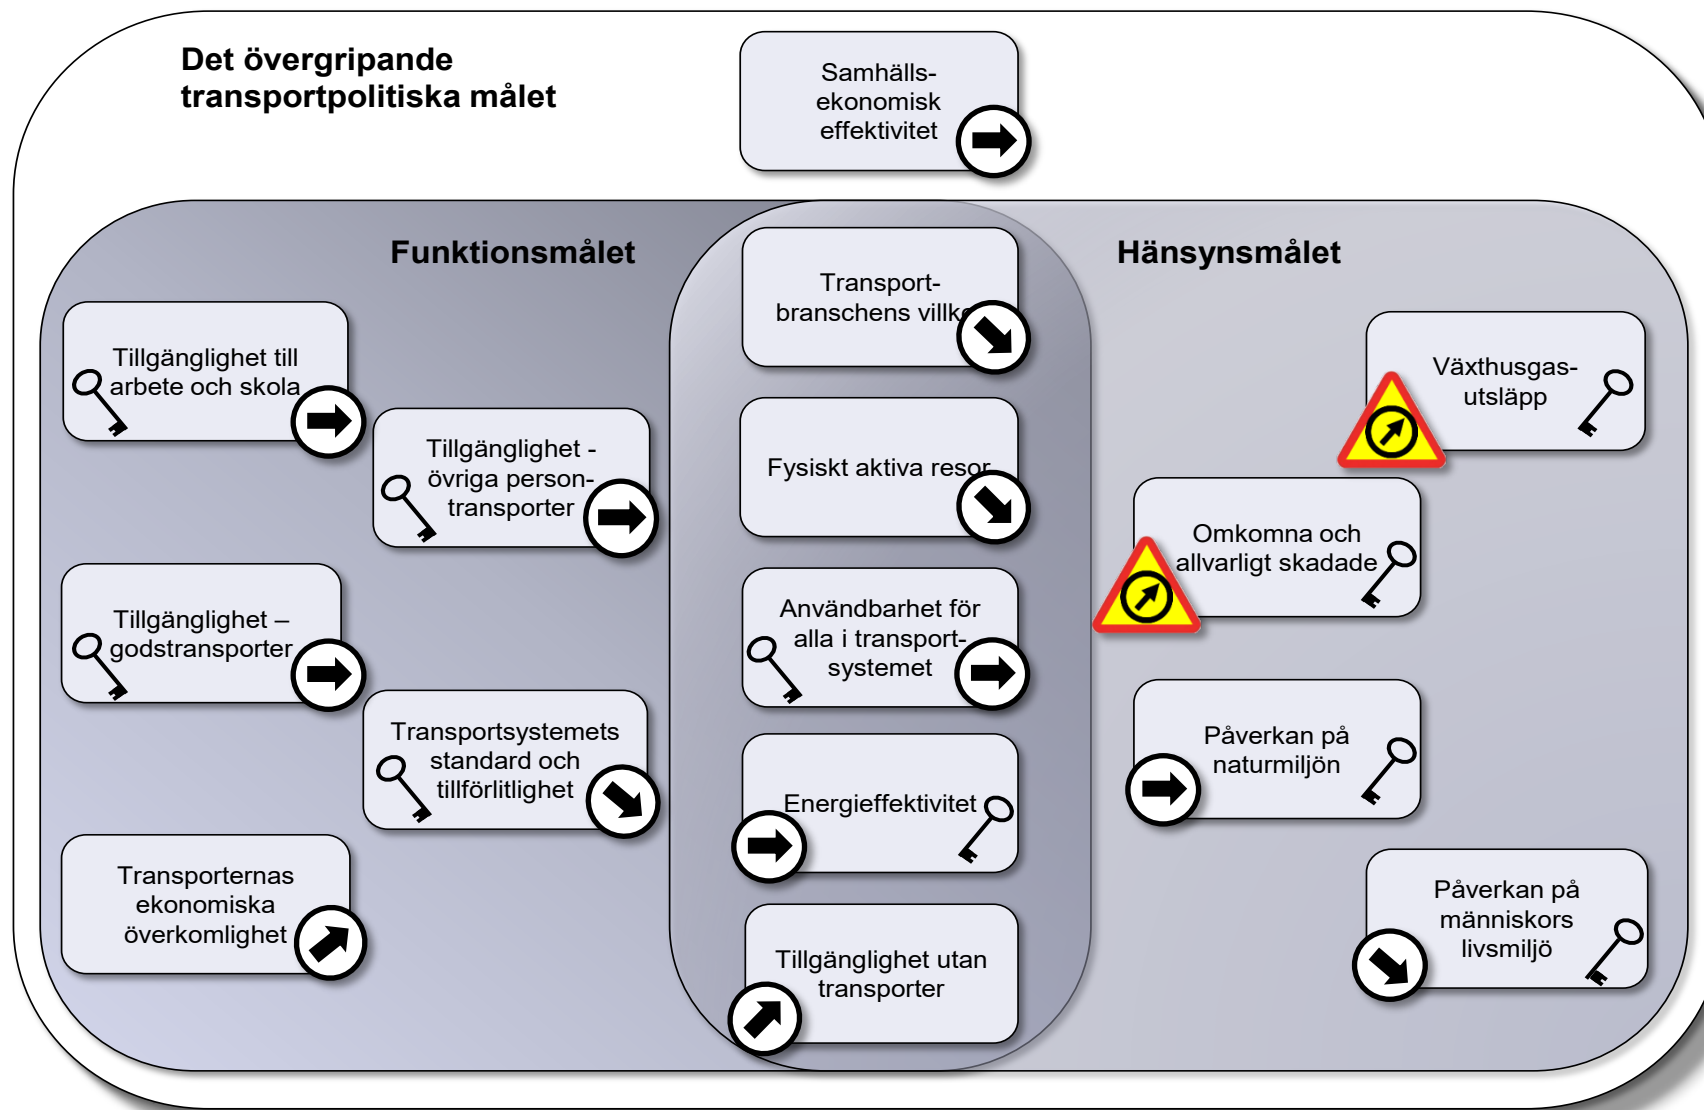 Det övergripande
transportpolitiska målet
Samhälls-
ekonomisk
effektivitet
Funktionsmålet
Hänsynsmålet
Tillgänglighet till
arbete och skola
Tillgänglighet -
övriga person-
transporter
Tillgänglighet –
godstransporter
Transportsystemets
standard och
tillförlitlighet
Transporternas
ekonomiska
överkomlighet
Transport-
branschens villko
Fysiskt aktiva resor
Användbarhet för
alla i transport-
systemet
Energieffektivitet
Tillgänglighet utan
transporter
Växthusgas-
utsläpp
Omkomna och
allvarligt skadade
Påverkan på
naturmiljön
Påverkan på
människors
livsmiljö